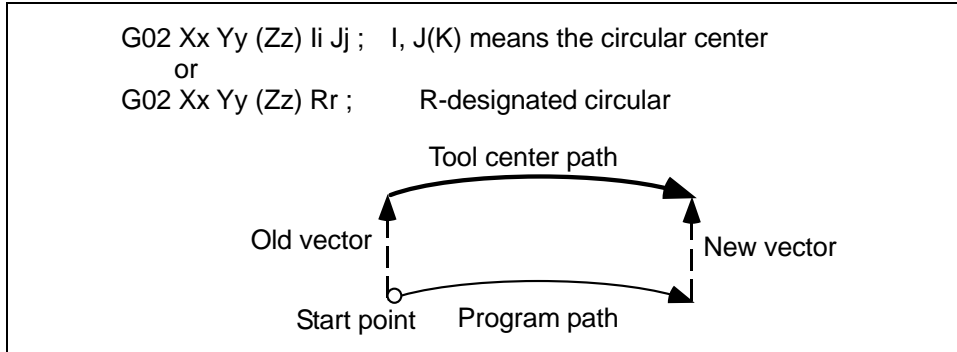 G02 Xx Yy (Zz) Ii Jj ; I, J(K) means the circular center
or
G02 Xx Yy (Zz) Rr ; R-designated circular
Tool center path
Old vector
New vector
Start point
Program path